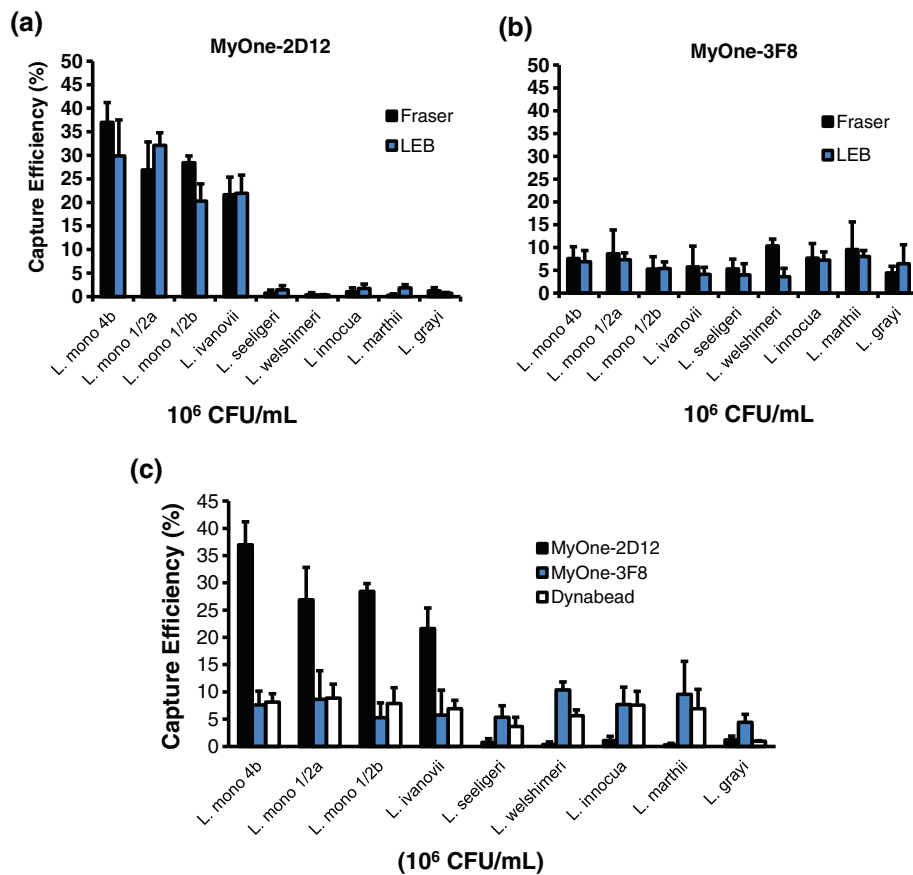 (a)
MyOne-2D12
Capture Efficiency (%)
50
45
40
35
30
25
20
15
10
5
0
Fraser
LEB
L. mono 4b
L. mono 1/2a
L. mono 1/2b
L. ivanovii
L. seeligeri
L. welshimeri
L. innocua
L. marthii
L. grayi
10⁶ CFU/mL
(b)
MyOne-3F8
50
45
40
35
30
25
20
15
10
5
0
Fraser
LEB
L. mono 4b
L. mono 1/2a
L. mono 1/2b
L. ivanovii
L. seeligeri
L. welshimeri
L. innocua
L. marthii
L. grayi
10⁶ CFU/mL
(c)
Capture Efficiency (%)
45
40
35
30
25
20
15
10
5
0
MyOne-2D12
MyOne-3F8
Dynabead
L. mono 4b
L. mono 1/2a
L. mono 1/2b
L. ivanovii
L. seeligeri
L. welshimeri
L. innocua
L. marthii
L. grayi
(10⁶ CFU/mL)